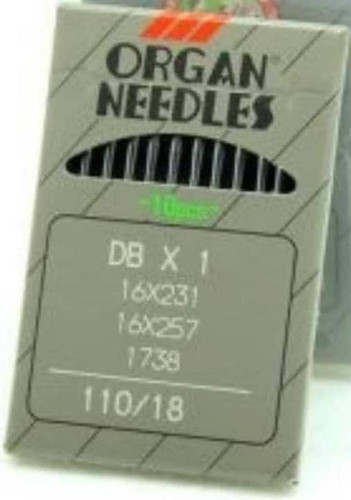 ORGAN®
NEEDLES
-10pcs-
DB X 1
16X231
16X257
1738
110/18